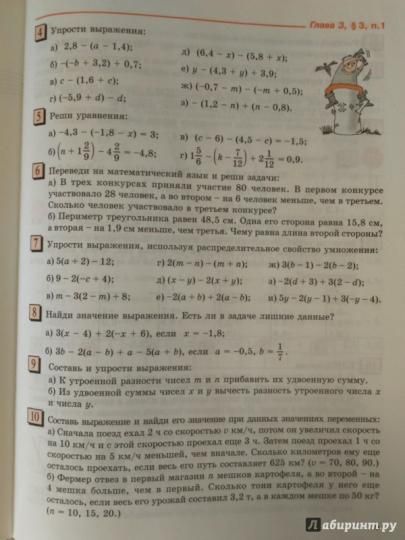 Глава 3, § 3, п.1
4 Упрости выражения:
а) 2,8 – (a – 1,4); д) (6,4 – x) – (5,8 + x);
б) –(–b + 3,2) + 0,7; е) y – (4,3 + y) + 3,9;
в) c – (1,6 + c); ж) (–0,7 – m) – (–m + 0,5);
г) (–5,9 + d) – d; з) – (1,2 – n) + (n – 0,8).
5 Реши уравнения:
а) –4,3 – (–1,8 – x) = 3; в) (c – 6) – (4,5 – c) = –1,5;
б) (n + 1 2/9) – 4 2/9 = –4,8; г) 1 5/6 – (k – 7/12) + 2 1/12 = 0,9.
6 Переведи на математический язык и реши задачи:
а) В трех конкурсах приняли участие 80 человек. В первом конкурсе
участвовало 28 человек, а во втором – на 6 человек меньше, чем в третьем.
Сколько человек участвовало в третьем конкурсе?
б) Периметр треугольника равен 48,5 см. Одна его сторона равна 15,8 см,
а вторая – на 1,9 см меньше, чем третья. Чему равна длина второй стороны?
7 Упрости выражения, используя распределительное свойство умножения:
а) 5(a + 2) – 12; г) 2(m – n) – (m + n); ж) 3(b – 1) – 2(b – 2);
б) 9 – 2(–c + 4); д) (x – y) – 2(x + y); з) –2(d + 3) + 3(2 – d);
в) m – 3(2 – m) + 8; е) –2(a + b) + 2(a – b); и) 5y – 2(y – 1) + 3(–y – 4).
8 Найди значение выражения. Есть ли в задаче лишние данные?
а) 3(x – 4) + 2(–x + 6), если x = –1,8;
б) 3b – 2(a – b) + a – 5(a + b), если a = –0,5, b = 1/7.
9 Составь и упрости выражения:
а) К утроенной разности чисел m и n прибавить их удвоенную сумму.
б) Из удвоенной суммы чисел x и y вычесть разность утроенного числа x
и числа y.
10 Составь выражение и найди его значение при данных значениях переменных:
а) Сначала поезд ехал 2 ч со скоростью v км/ч, потом он увеличил скорость
на 10 км/ч и с этой скоростью проехал еще 3 ч. Затем поезд проехал 1 ч со
скоростью на 5 км/ч меньшей, чем вначале. Сколько километров ему еще
осталось проехать, если весь его путь составляет 625 км? (v = 70, 80, 90.)
б) Фермер отвез в первый магазин n мешков картофеля, а во второй – на
4 мешка больше, чем в первый. Сколько тонн картофеля у него еще
осталось, если весь его урожай составил 3,2 т, а в каждом мешке по 50 кг?
(n = 10, 15, 20.)
Лабиринт.ру